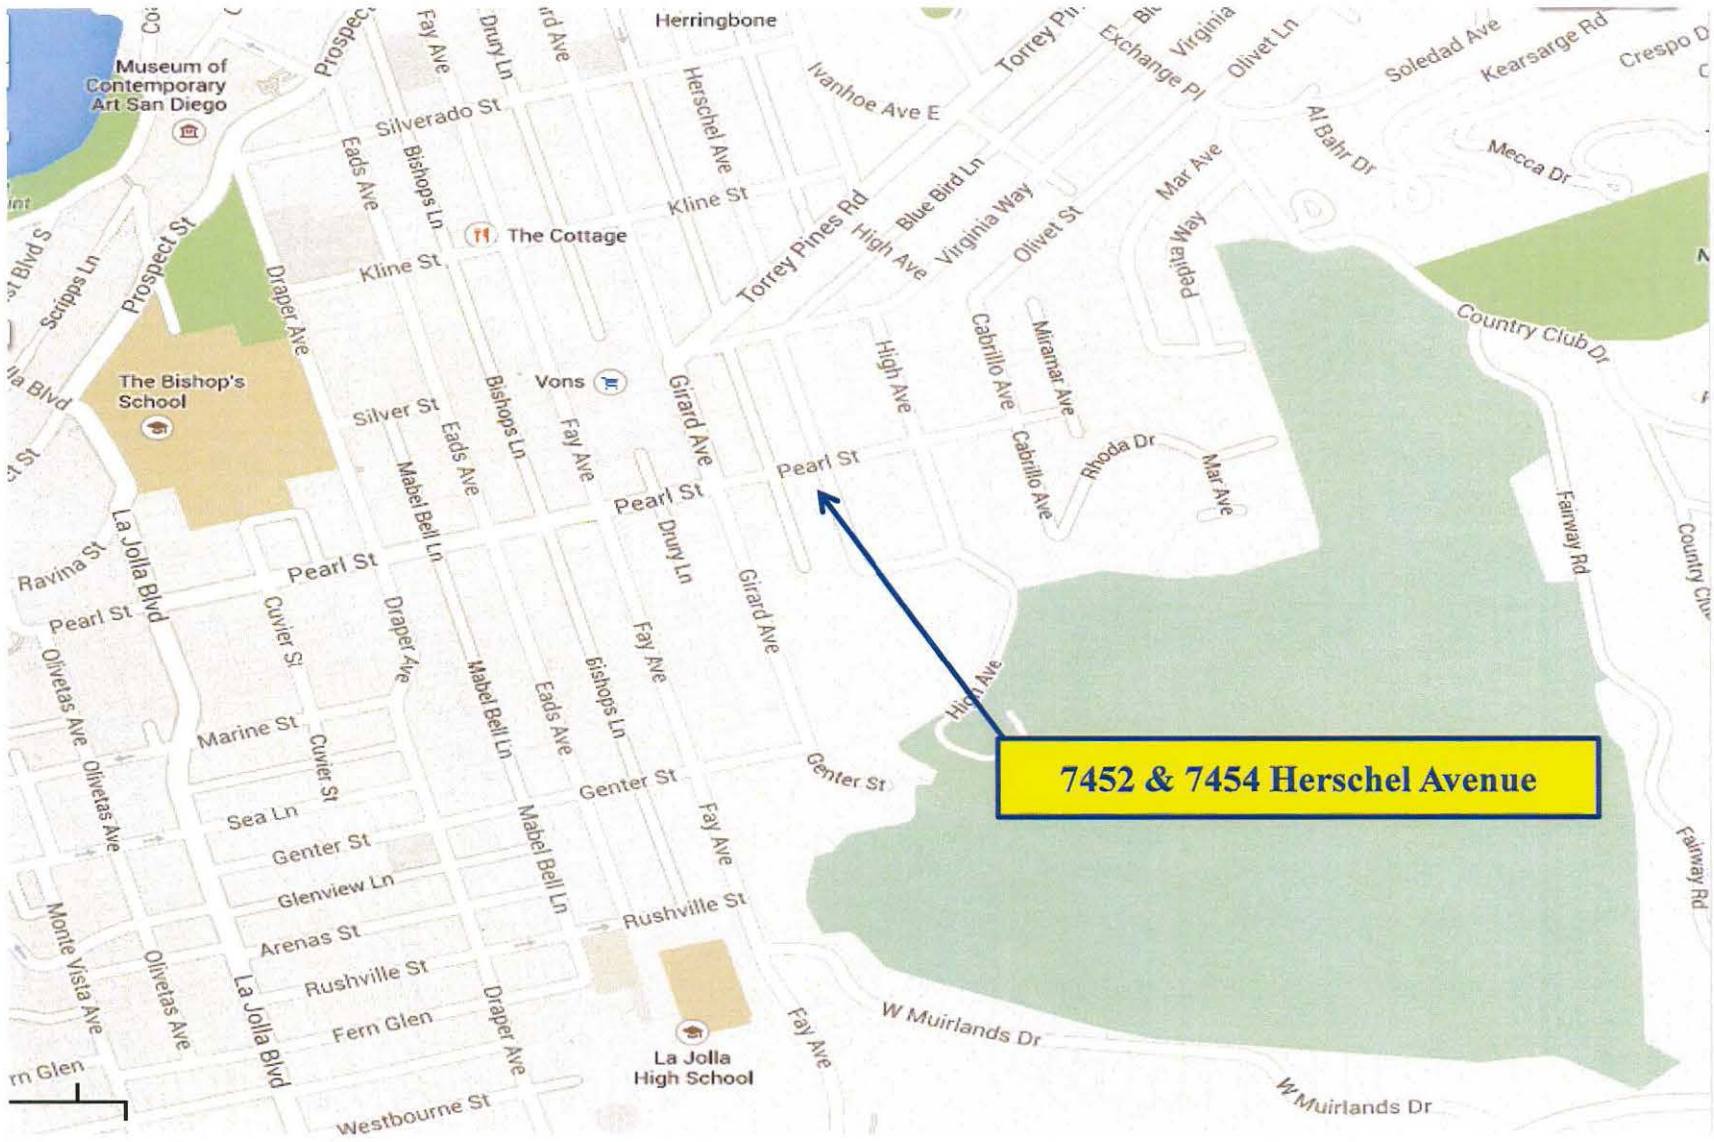 Herringbone
Prospect
Fay Ave
Drury Ln
Herschel Ave
Ivanhoe Ave E
Exchange Pl
Virginia
Olivet Ln
Soledad Ave
Kearsarge Rd
Museum of
Contemporary
Art San Diego
Silverado St
Eads Ave
Bishops Ln
Al Bahr Dr
Mecca Dr
Mar Ave
Pepita Way
Kline St
The Cottage
Kline St
Torrey Pines Rd
High Ave
Blue Bird Ln
Virginia Way
Olivet St
Scripps Ln
Prospect St
Draper Ave
Cabrillo Ave
Miramar Ave
Country Club Dr
The Bishop's
School
Vons
Silver St
Eads Ave
Bishops Ln
Fay Ave
Girard Ave
High Ave
Pearl St
Cabrillo Ave
Rhoda Dr
Mar Ave
Fairway Rd
Mabel Bell Ln
Pearl St
Drury Ln
La Jolla Blvd
Ravina St
Pearl St
Pearl St
Cuvier St
Draper Ave
Girard Ave
Fay Ave
Bishops Ln
Olivetas Ave
Mabel Bell Ln
Eads Ave
High Ave
Marine St
Cuvier St
Olivetas Ave
Genter St
Genter St
7452 & 7454 Herschel Avenue
Sea Ln
Genter St
Glenview Ln
Arenas St
Rushville St
Fern Glen
Mabel Bell Ln
Fay Ave
Rushville St
Fairway Rd
Monte Vista Ave
Olivetas Ave
La Jolla Blvd
Draper Ave
La Jolla
High School
Fay Ave
W Muirlands Dr
W Muirlands Dr
Westbourne St